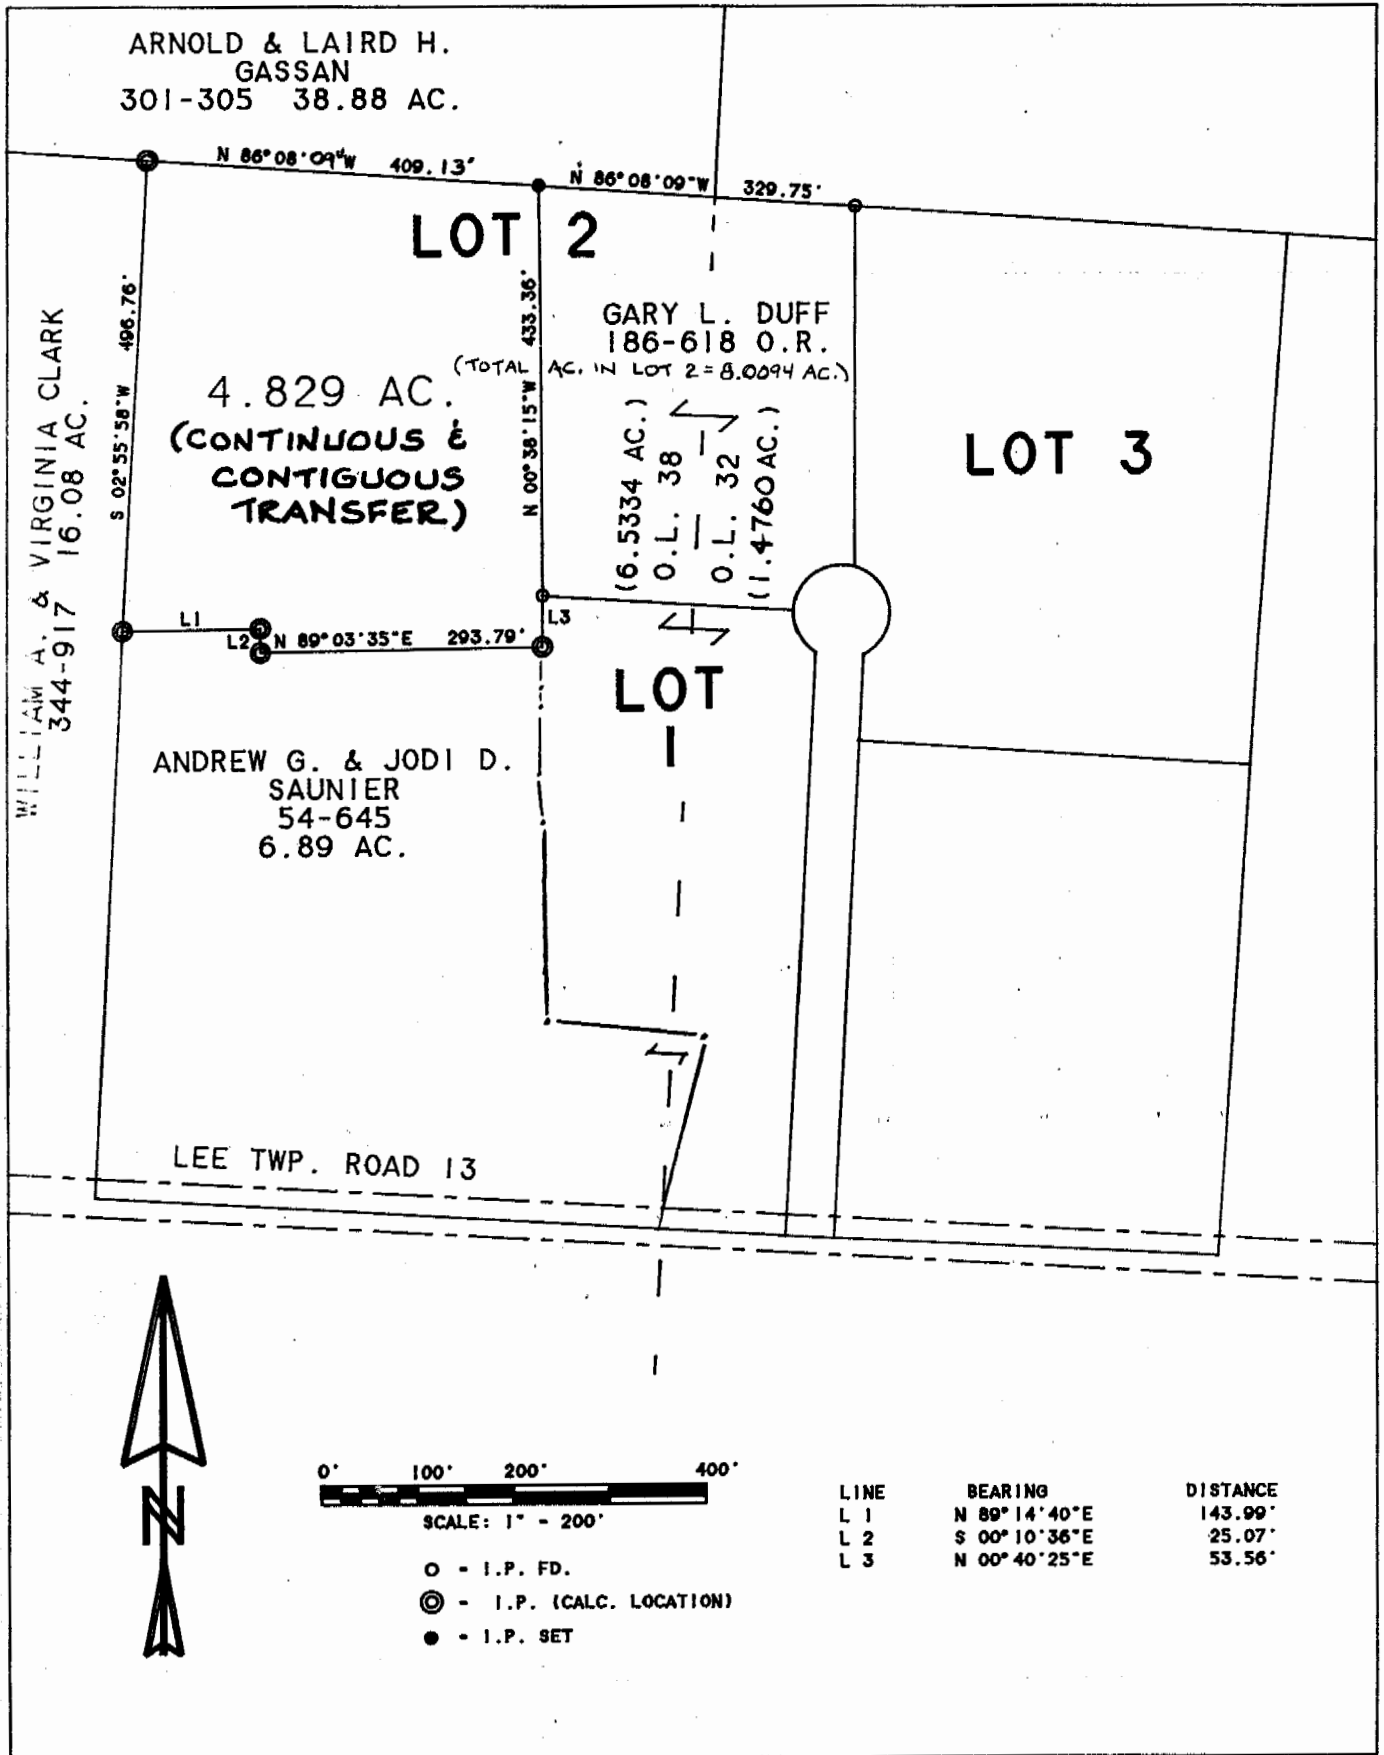 ARNOLD & LAIRD H.
GASSAN
301-305 38.88 AC.
N 86°08'09"W 409.13'
N 86°08'09"W 329.75'
LOT 2
S 02°55'58"W 496.76'
N 00°38'15"W 433.36'
WILLIAM A. & VIRGINIA CLARK
344-917 16.08 AC.
GARY L. DUFF
186-618 O.R.
(TOTAL AC. IN LOT 2 = 8.0094 AC.)
4.829 AC.
(CONTINUOUS &
CONTIGUOUS
TRANSFER)
(6.5334 AC.)
O.L. 38
O.L. 32
(1.4760 AC.)
LOT 3
L1
L2
N 89°03'35"E 293.79'
L3
LOT
1
ANDREW G. & JODI D.
SAUNIER
54-645
6.89 AC.
LEE TWP. ROAD 13
N
0' 100' 200' 400'
SCALE: 1" - 200'
O - I.P. FD.
◎ - I.P. (CALC. LOCATION)
● - I.P. SET
LINE BEARING DISTANCE
L 1 N 89°14'40"E 143.99'
L 2 S 00°10'36"E 25.07'
L 3 N 00°40'25"E 53.56'